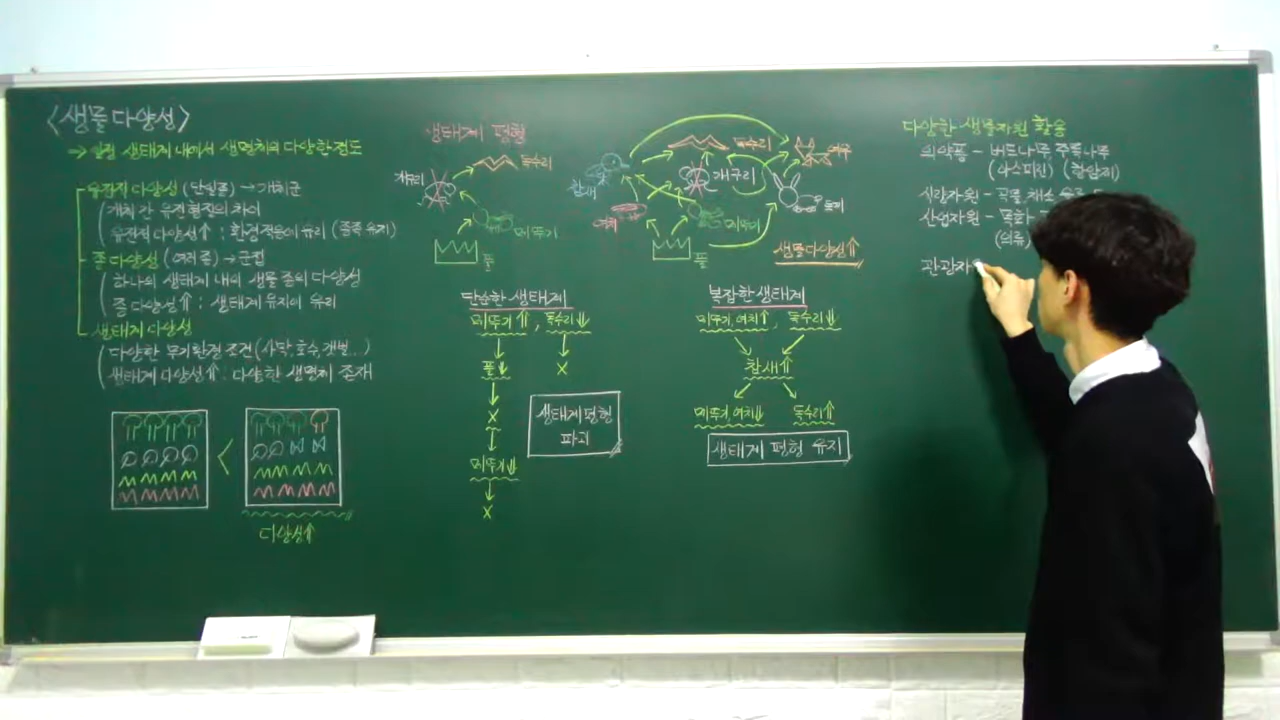 <생물다양성>
→ 일정 생태계 내에서 생명체의 다양한 정도
유전적 다양성 (단일종) → 개체군
개체 간 유전형질의 차이
유전적 다양성↑ : 환경 적응에 유리 (종족 유지)
종 다양성 (여러 종) → 군집
하나의 생태계 내에 생물 종의 다양성
종 다양성↑ : 생태계 유지에 유리
생태계 다양성
다양한 무기환경 조건 (사막, 호수, 갯벌..)
생태계 다양성↑ : 다양한 생명체 존재
<
다양성↑
생태계 평형
독수리
개구리
메뚜기
풀
독수리
여우
참새
개구리
여치
메뚜기
토끼
풀
생물다양성↑
단순한 생태계
메뚜기↑, 독수리↓
풀↓ X
X
메뚜기↓
X
생태계 평형
파괴
복잡한 생태계
메뚜기, 여치↑, 독수리↓
참새↑
메뚜기, 여치↓ 독수리↑
생태계 평형 유지
다양한 생물자원 활용
의약품 - 버드나무, 주목나무
(아스피린) (항암제)
식량자원 - 곡물, 채소
산업자원 - 목화
(의류)
관광자